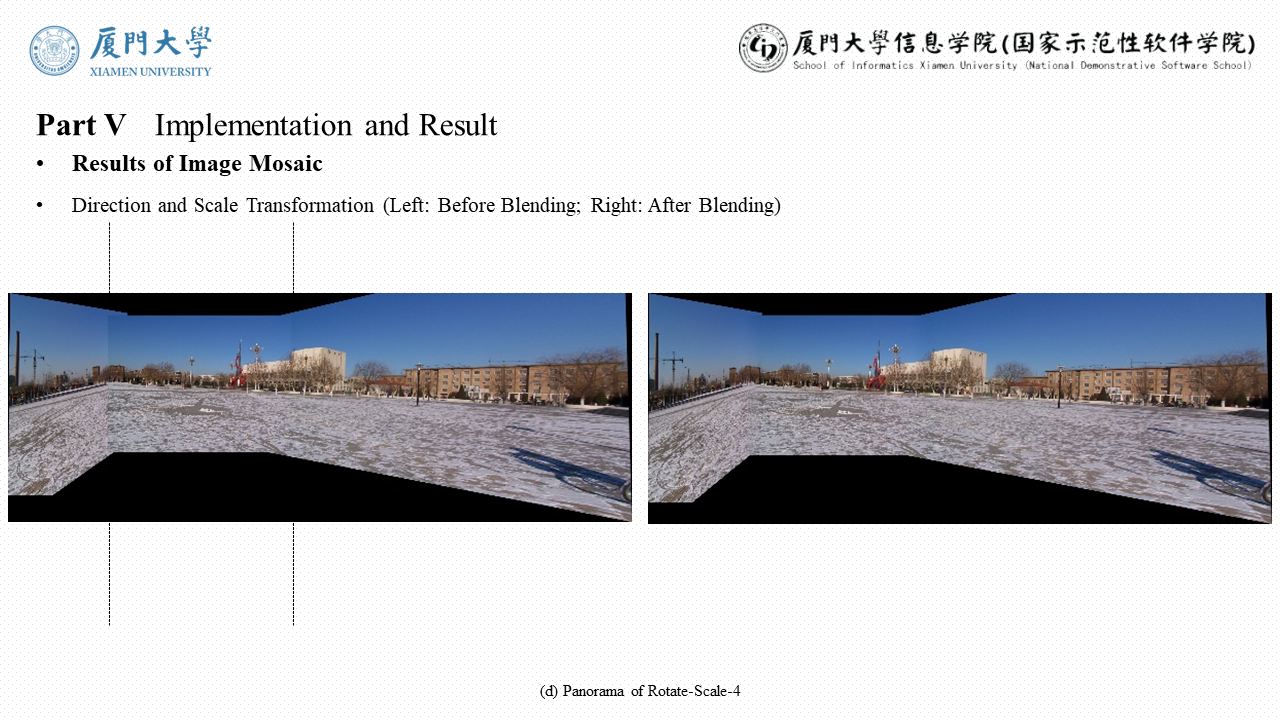 厦門大學
XIAMEN UNIVERSITY
厦門大學信息学院(国家示范性软件学院)
School of Informatics Xiamen University (National Demonstrative Software School)
Part V Implementation and Result
• Results of Image Mosaic
• Direction and Scale Transformation (Left: Before Blending; Right: After Blending)
(d) Panorama of Rotate-Scale-4